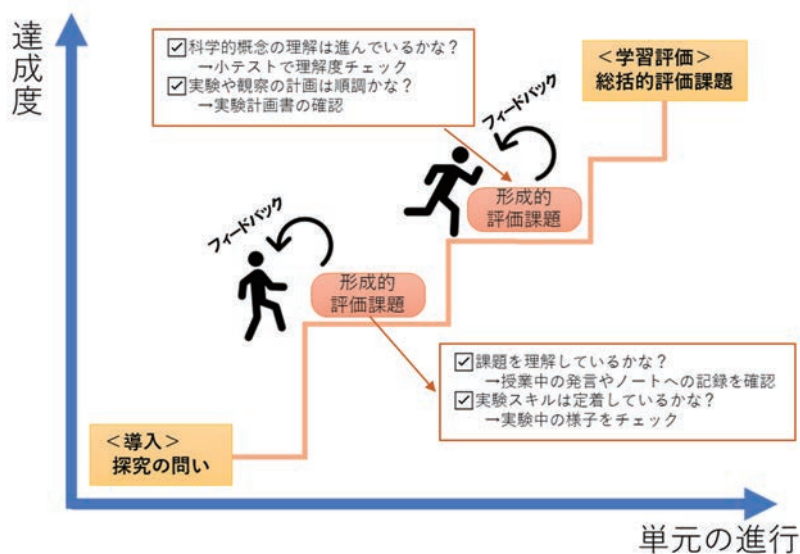 達成度
☑科学的概念の理解は進んでいるかな？
→小テストで理解度チェック
☑実験や観察の計画は順調かな？
→実験計画書の確認
＜学習評価＞
総括的評価課題
フィードバック
形成的
評価課題
フィードバック
形成的
評価課題
☑課題を理解しているかな？
→授業中の発言やノートへの記録を確認
☑実験スキルは定着しているかな？
→実験中の様子をチェック
＜導入＞
探究の問い
単元の進行